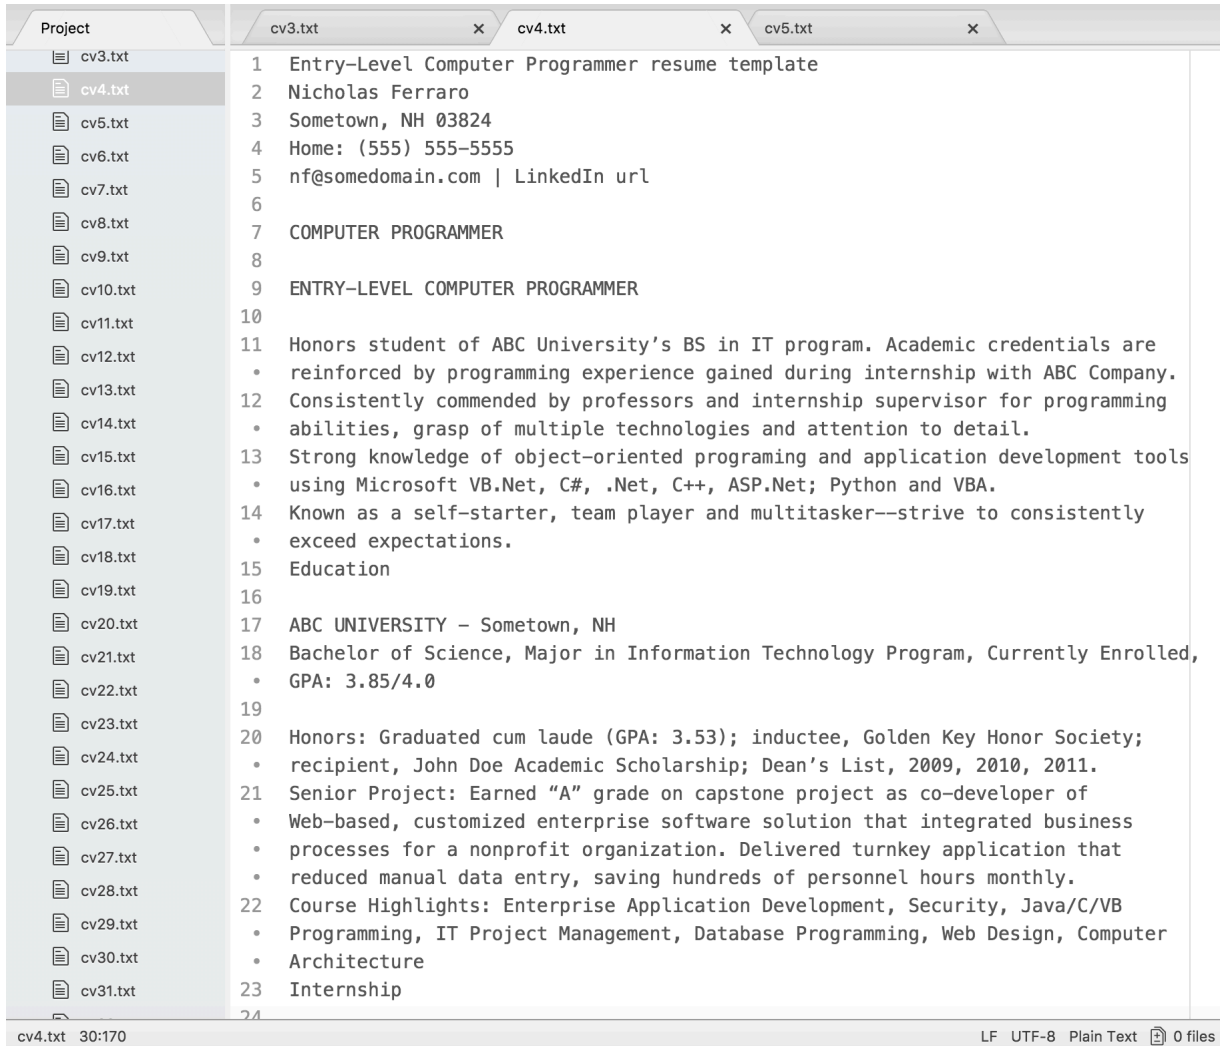 Project
cv3.txt
cv4.txt
cv5.txt
cv6.txt
cv7.txt
cv8.txt
cv9.txt
cv10.txt
cv11.txt
cv12.txt
cv13.txt
cv14.txt
cv15.txt
cv16.txt
cv17.txt
cv18.txt
cv19.txt
cv20.txt
cv21.txt
cv22.txt
cv23.txt
cv24.txt
cv25.txt
cv26.txt
cv27.txt
cv28.txt
cv29.txt
cv30.txt
cv31.txt
cv3.txt × cv4.txt × cv5.txt ×
1 Entry-Level Computer Programmer resume template
2 Nicholas Ferraro
3 Sometown, NH 03824
4 Home: (555) 555-5555
5 nf@somedomain.com | LinkedIn url
6
7 COMPUTER PROGRAMMER
8
9 ENTRY-LEVEL COMPUTER PROGRAMMER
10
11 Honors student of ABC University’s BS in IT program. Academic credentials are
• reinforced by programming experience gained during internship with ABC Company.
12 Consistently commended by professors and internship supervisor for programming
• abilities, grasp of multiple technologies and attention to detail.
13 Strong knowledge of object-oriented programing and application development tools
• using Microsoft VB.Net, C#, .Net, C++, ASP.Net; Python and VBA.
14 Known as a self-starter, team player and multitasker--strive to consistently
• exceed expectations.
15 Education
16
17 ABC UNIVERSITY – Sometown, NH
18 Bachelor of Science, Major in Information Technology Program, Currently Enrolled,
• GPA: 3.85/4.0
19
20 Honors: Graduated cum laude (GPA: 3.53); inductee, Golden Key Honor Society;
• recipient, John Doe Academic Scholarship; Dean’s List, 2009, 2010, 2011.
21 Senior Project: Earned “A” grade on capstone project as co-developer of
• Web-based, customized enterprise software solution that integrated business
• processes for a nonprofit organization. Delivered turnkey application that
• reduced manual data entry, saving hundreds of personnel hours monthly.
22 Course Highlights: Enterprise Application Development, Security, Java/C/VB
• Programming, IT Project Management, Database Programming, Web Design, Computer
• Architecture
23 Internship
24
cv4.txt 30:170
LF UTF-8 Plain Text 0 files